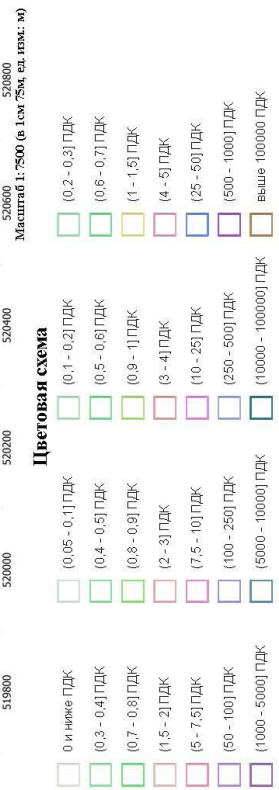 519800 520000 520200 520400 520600 520800
Масштаб 1: 7500 (в 1см 75м, ед. изм.: м)
Цветовая схема
0 и ниже ПДК (0,05 - 0,1] ПДК (0,1 - 0,2] ПДК (0,2 - 0,3] ПДК
(0,3 - 0,4] ПДК (0,4 - 0,5] ПДК (0,5 - 0,6] ПДК (0,6 - 0,7] ПДК
(0,7 - 0,8] ПДК (0,8 - 0,9] ПДК (0,9 - 1] ПДК (1 - 1,5] ПДК
(1,5 - 2] ПДК (2 - 3] ПДК (3 - 4] ПДК (4 - 5] ПДК
(5 - 7,5] ПДК (7,5 - 10] ПДК (10 - 25] ПДК (25 - 50] ПДК
(50 - 100] ПДК (100 - 250] ПДК (250 - 500] ПДК (500 - 1000] ПДК
(1000 - 5000] ПДК (5000 - 10000] ПДК (10000 - 100000] ПДК выше 100000 ПДК